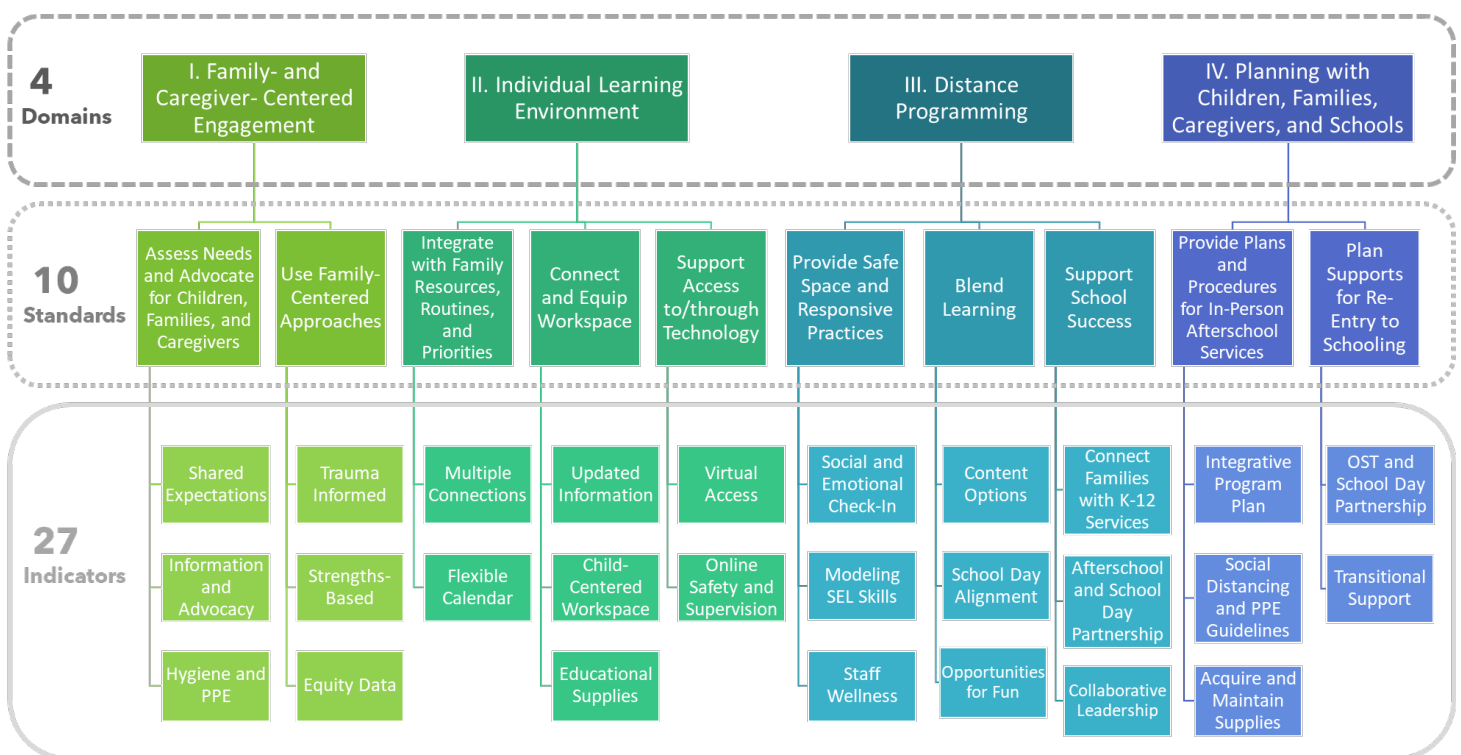 4
Domains
I. Family- and
Caregiver- Centered
Engagement
II. Individual Learning
Environment
III. Distance
Programming
IV. Planning with
Children, Families,
Caregivers, and Schools
10
Standards
Assess Needs
and Advocate
for Children,
Families, and
Caregivers
Use Family-
Centered
Approaches
Integrate
with Family
Resources,
Routines,
and
Priorities
Connect
and Equip
Workspace
Support
Access
to/through
Technology
Provide Safe
Space and
Responsive
Practices
Blend
Learning
Support
School
Success
Provide Plans
and
Procedures
for In-Person
Afterschool
Services
Plan
Supports
for Re-
Entry to
Schooling
27
Indicators
Shared
Expectations
Information
and
Advocacy
Hygiene and
PPE
Trauma
Informed
Strengths-
Based
Equity Data
Multiple
Connections
Flexible
Calendar
Updated
Information
Child-
Centered
Workspace
Educational
Supplies
Virtual
Access
Online
Safety and
Supervision
Social and
Emotional
Check-In
Modeling
SEL Skills
Staff
Wellness
Content
Options
School Day
Alignment
Opportunities
for Fun
Connect
Families
with K-12
Services
Afterschool
and School
Day
Partnership
Collaborative
Leadership
Integrative
Program
Plan
Social
Distancing
and PPE
Guidelines
Acquire and
Maintain
Supplies
OST and
School Day
Partnership
Transitional
Support